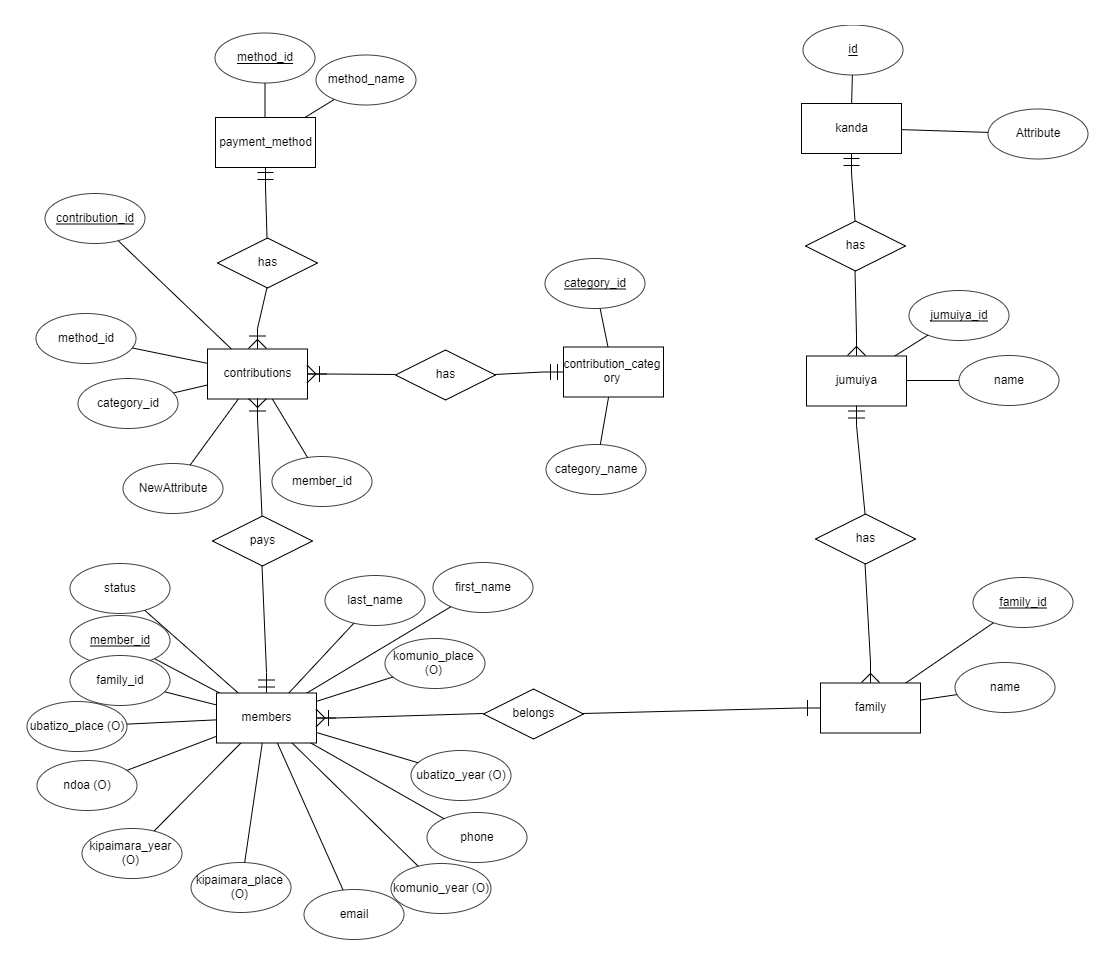 method_id
method_name
payment_method
id
kanda
Attribute
contribution_id
has
has
category_id
jumuiya_id
method_id
contributions
has
contribution_categ
ory
jumuiya
name
category_id
category_name
NewAttribute
member_id
pays
has
status
last_name
first_name
family_id
member_id
komunio_place
(O)
family_id
name
ubatizo_place (O)
members
belongs
family
ndoa (O)
ubatizo_year (O)
kipaimara_year
(O)
phone
kipaimara_place
(O)
komunio_year (O)
email